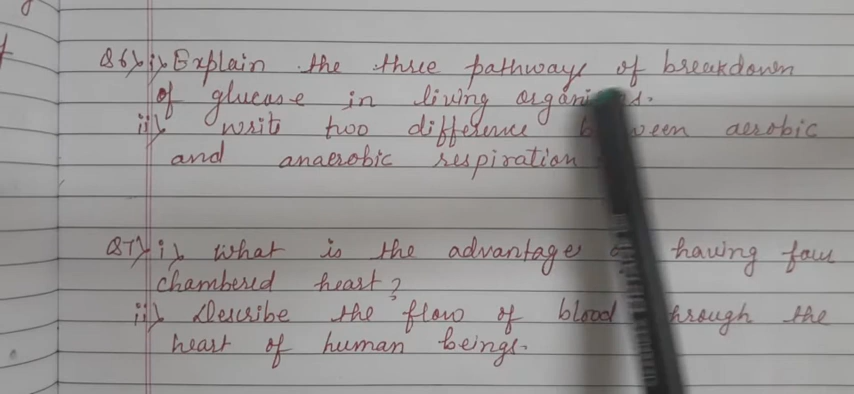 Q6) i) Explain the three pathways of breakdown
of glucose in living
ii) write two difference aerobic
and anaerobic respiration
Q7) i) What is the advantage having four
chambered heart?
ii) Describe the flow of blood through the
heart of human beings.